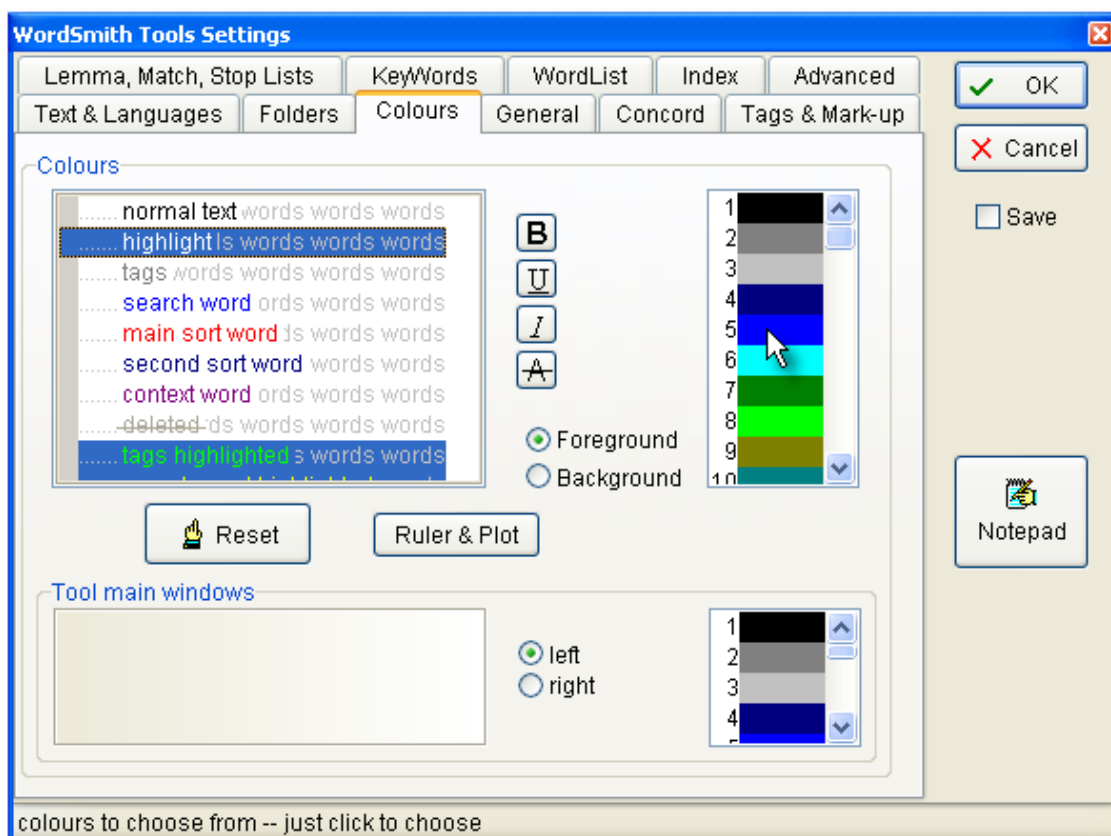 WordSmith Tools Settings
Lemma, Match, Stop Lists KeyWords WordList Index Advanced
Text & Languages Folders Colours General Concord Tags & Mark-up
OK
Cancel
Save
Notepad
Colours
....... normal text words words words
....... highlight ls words words words
....... tags words words words words
....... search word ords words words
....... main sort word ds words words
....... second sort word words words
....... context word ords words words
....... deleted ds words words words
....... tags highlighted s words words
B
U
I
A
Foreground
Background
1
2
3
4
5
6
7
8
9
10
Reset Ruler & Plot
Tool main windows
left
right
1
2
3
4
colours to choose from -- just click to choose